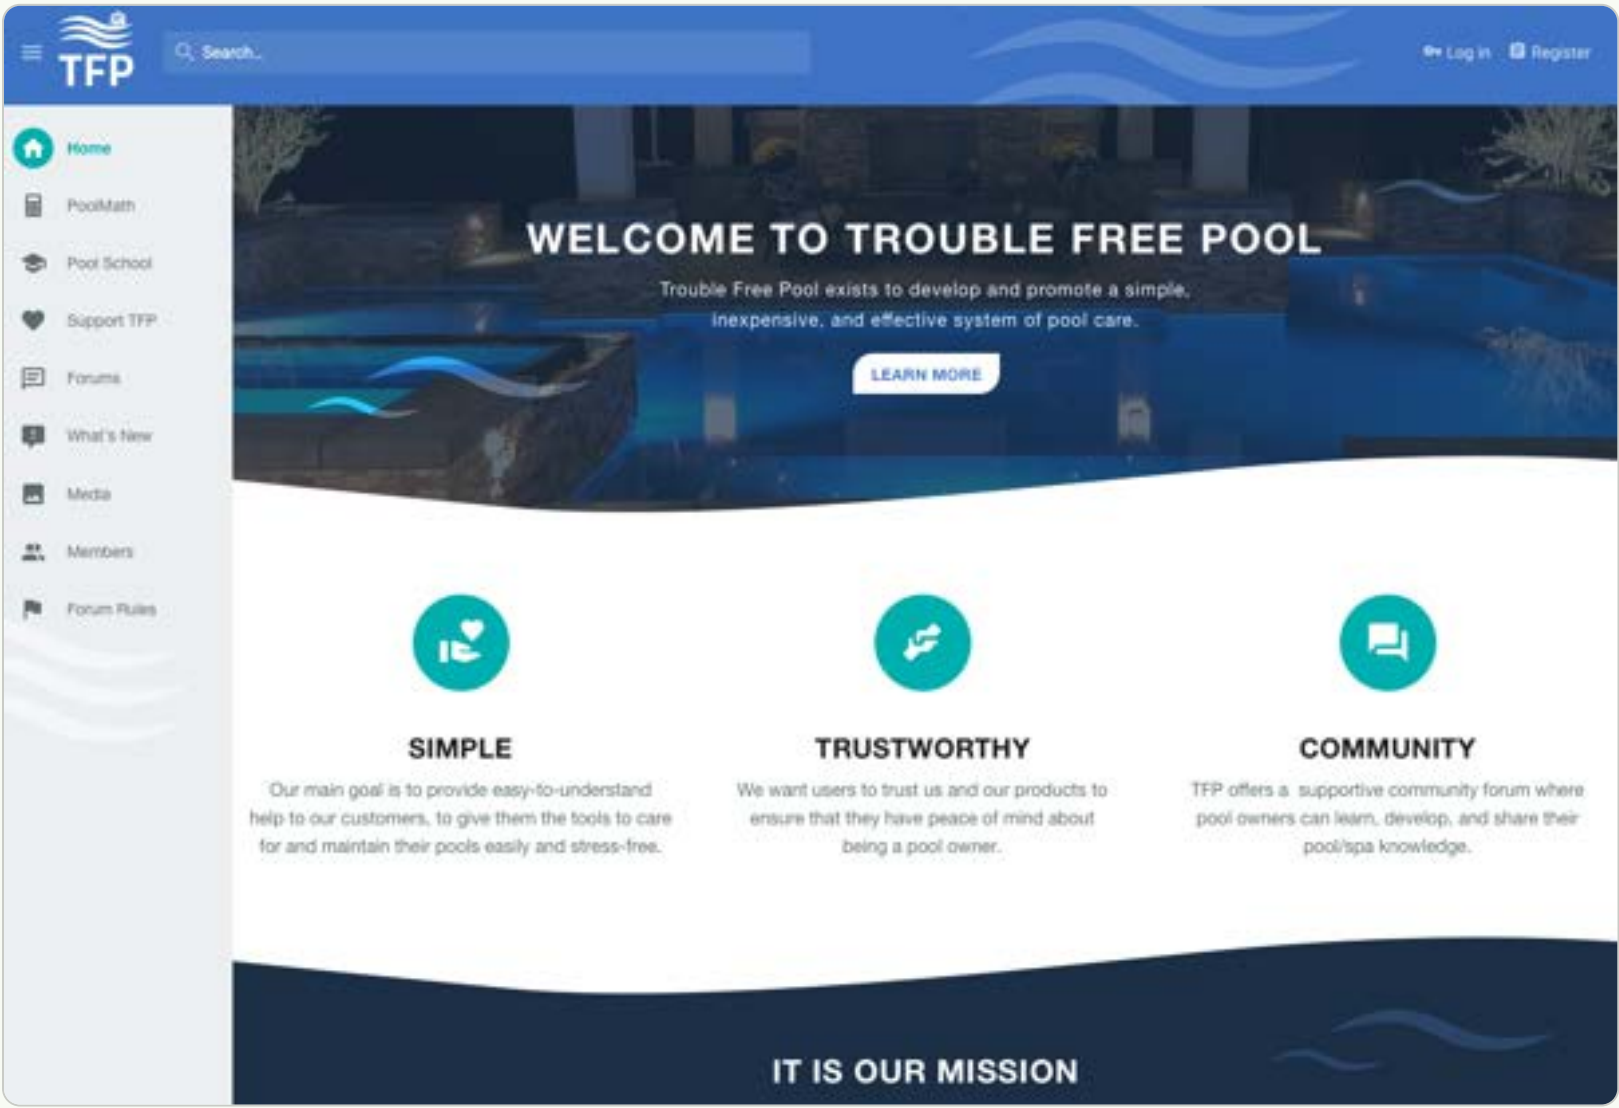 TFP
Search...
Log in
Register
Home
PoolMath
Pool School
Support TFP
Forums
What's New
Media
Members
Forum Rules
WELCOME TO TROUBLE FREE POOL
Trouble Free Pool exists to develop and promote a simple,
inexpensive, and effective system of pool care.
LEARN MORE
SIMPLE
Our main goal is to provide easy-to-understand
help to our customers, to give them the tools to care
for and maintain their pools easily and stress-free.
TRUSTWORTHY
We want users to trust us and our products to
ensure that they have peace of mind about
being a pool owner.
COMMUNITY
TFP offers a supportive community forum where
pool owners can learn, develop, and share their
pool/spa knowledge.
IT IS OUR MISSION